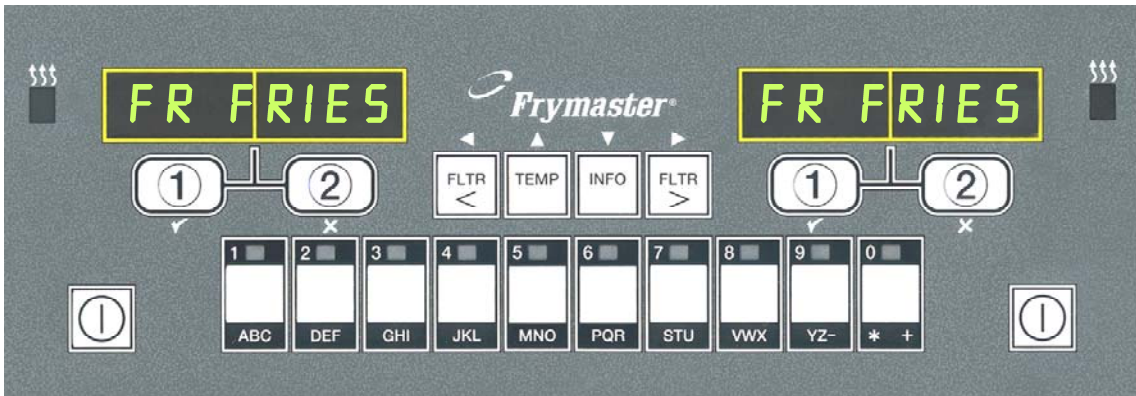 FR FRIES
FR FRIES
Frymaster®
1 2
FLTR < TEMP INFO FLTR >
1 2
1 2 3 4 5 6 7 8 9 0
ABC DEF GHI JKL MNO PQR STU VWX YZ- * +